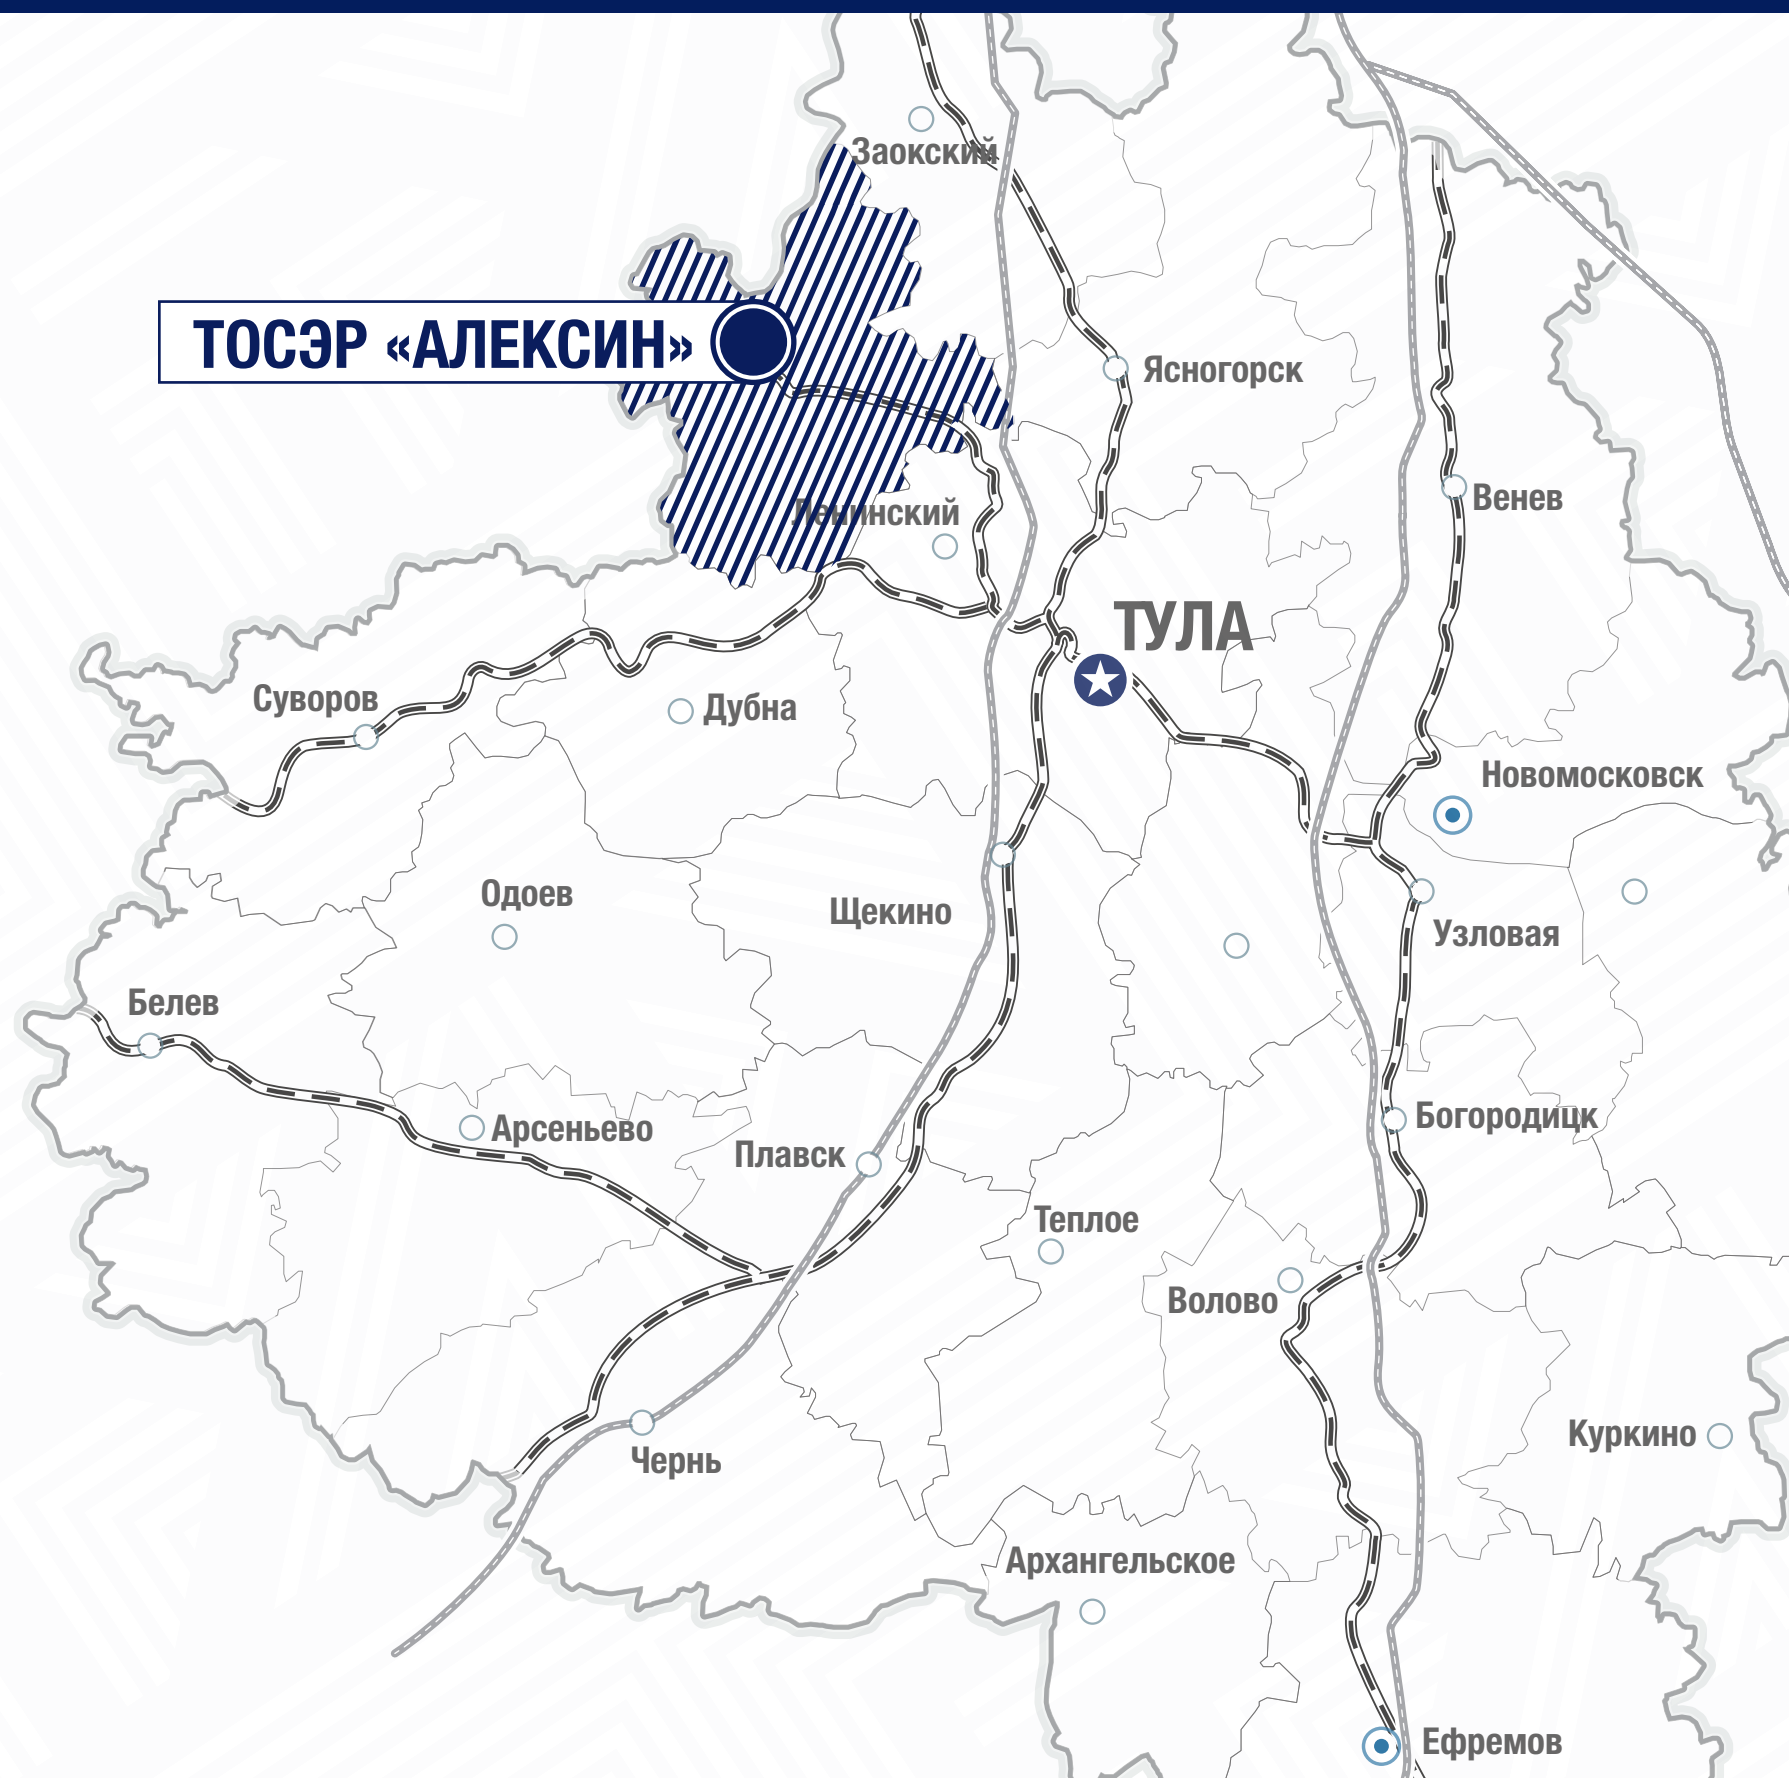 Заокский
ТОСЭР «АЛЕКСИН»
Ясногорск
Венев
Ленинский
ТУЛА
Суворов
Дубна
Новомосковск
Одоев
Щекино
Узловая
Белев
Арсеньево
Богородицк
Плавск
Теплое
Волово
Куркино
Чернь
Архангельское
Ефремов